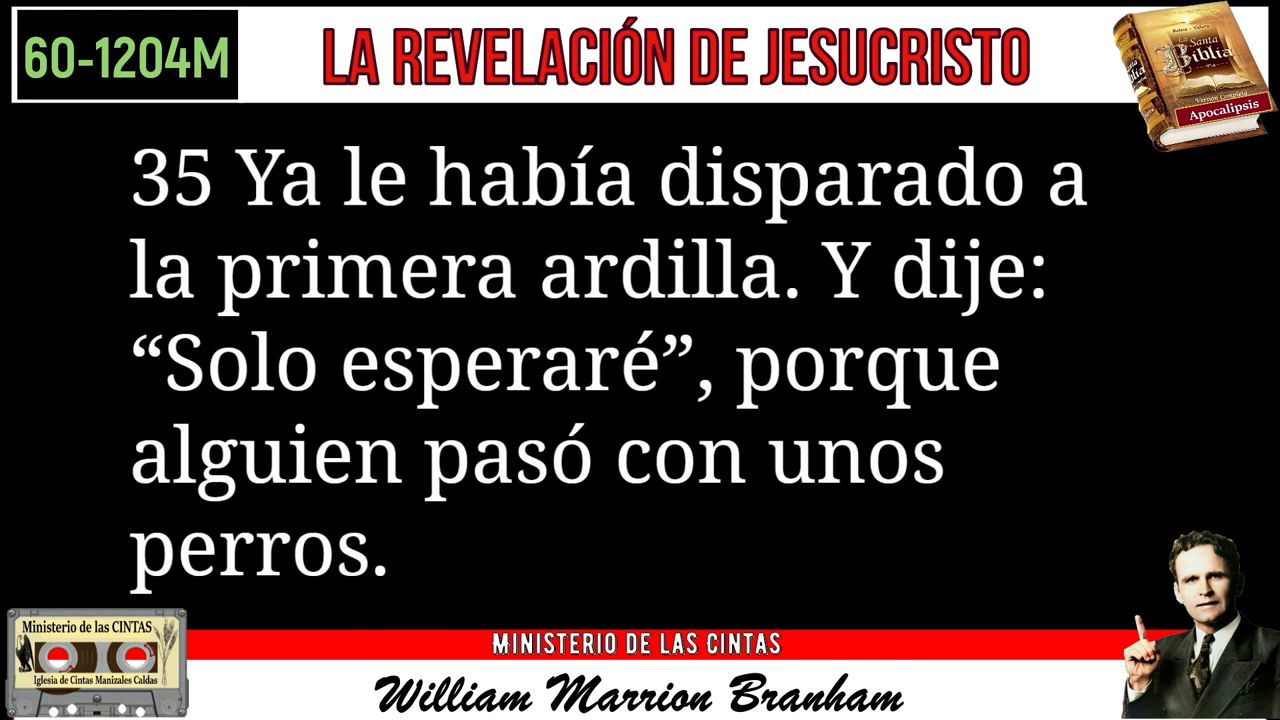 60-1204M
LA REVELACIÓN DE JESUCRISTO
La Santa
Biblia
Apocalipsis
35 Ya le había disparado a
la primera ardilla. Y dije:
“Solo esperaré”, porque
alguien pasó con unos
perros.
Ministerio de las CINTAS
Iglesia de Cintas Manizales Caldas
MINISTERIO DE LAS CINTAS
William Marrion Branham